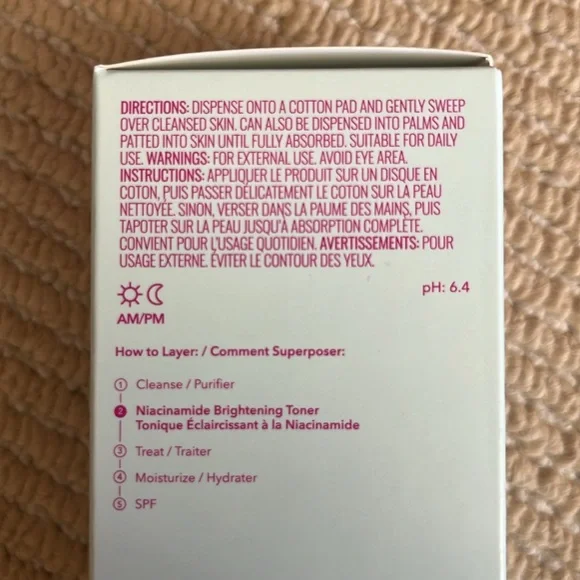 DIRECTIONS: DISPENSE ONTO A COTTON PAD AND GENTLY SWEEP
OVER CLEANSED SKIN. CAN ALSO BE DISPENSED INTO PALMS AND
PATTED INTO SKIN UNTIL FULLY ABSORBED. SUITABLE FOR DAILY
USE. WARNINGS: FOR EXTERNAL USE. AVOID EYE AREA.
INSTRUCTIONS: APPLIQUER LE PRODUIT SUR UN DISQUE EN
COTON, PUIS PASSER DÉLICATEMENT LE COTON SUR LA PEAU
NETTOYÉE. SINON, VERSER DANS LA PAUME DES MAINS, PUIS
TAPOTER SUR LA PEAU JUSQU'À ABSORPTION COMPLÈTE.
CONVIENT POUR L'USAGE QUOTIDIEN. AVERTISSEMENTS: POUR
USAGE EXTERNE. ÉVITER LE CONTOUR DES YEUX.
pH: 6.4
AM/PM
How to Layer: / Comment Superposer:
1 Cleanse / Purifier
2 Niacinamide Brightening Toner
Tonique Éclaircissant à la Niacinamide
3 Treat / Traiter
4 Moisturize / Hydrater
5 SPF